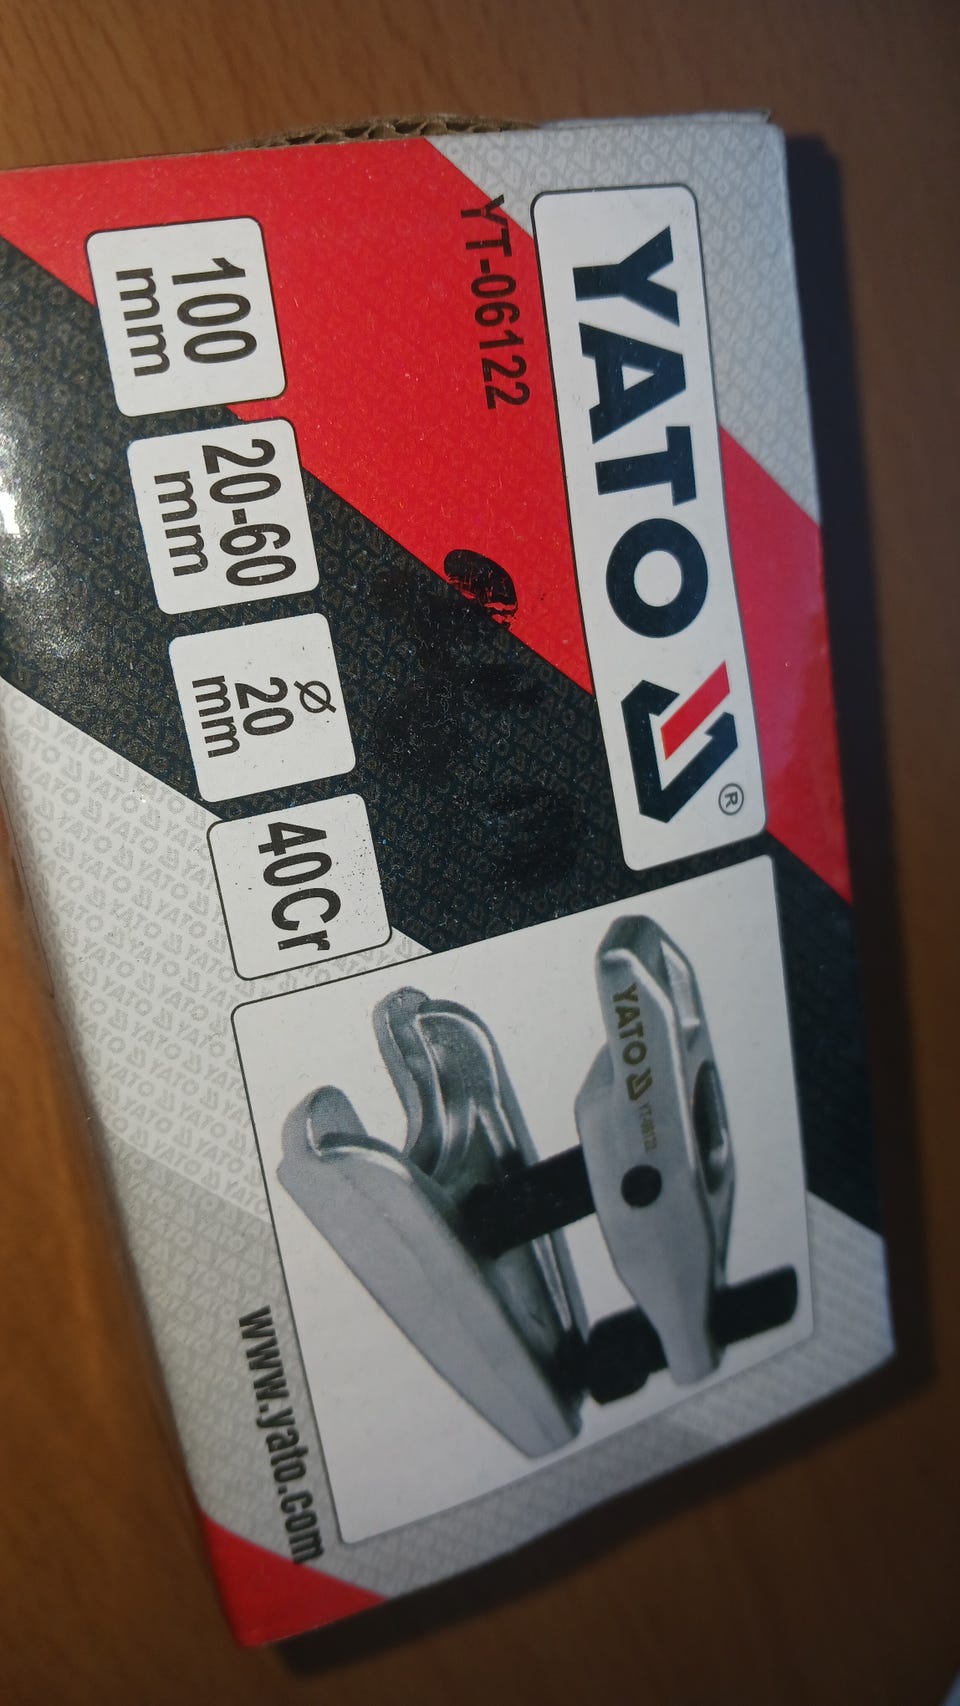 YATO ®
YT-06122
100
mm
20-60
mm
Ø
20
mm
40Cr
YATO YT-06122
www.yato.com